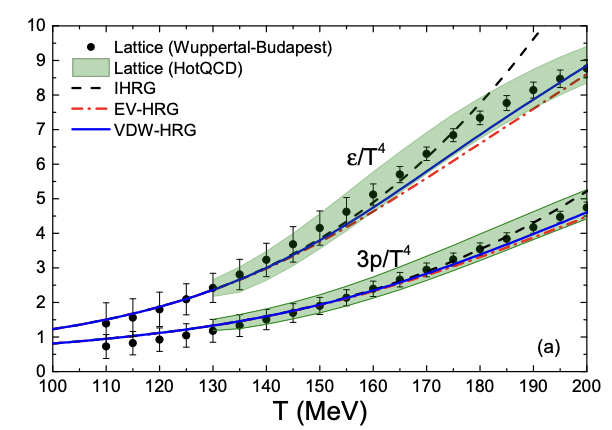 10
9
8
7
6
5
4
3
2
1
0
Lattice (Wuppertal-Budapest)
Lattice (HotQCD)
IHRG
EV-HRG
VDW-HRG
ε/T⁴
3p/T⁴
(a)
100 110 120 130 140 150 160 170 180 190 200
T (MeV)